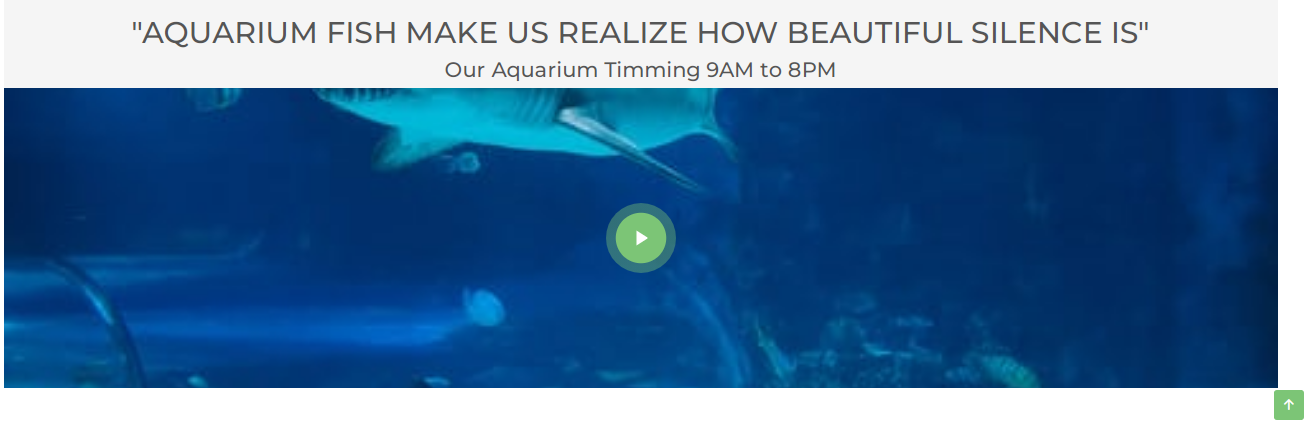 "AQUARIUM FISH MAKE US REALIZE HOW BEAUTIFUL SILENCE IS"
Our Aquarium Timming 9AM to 8PM